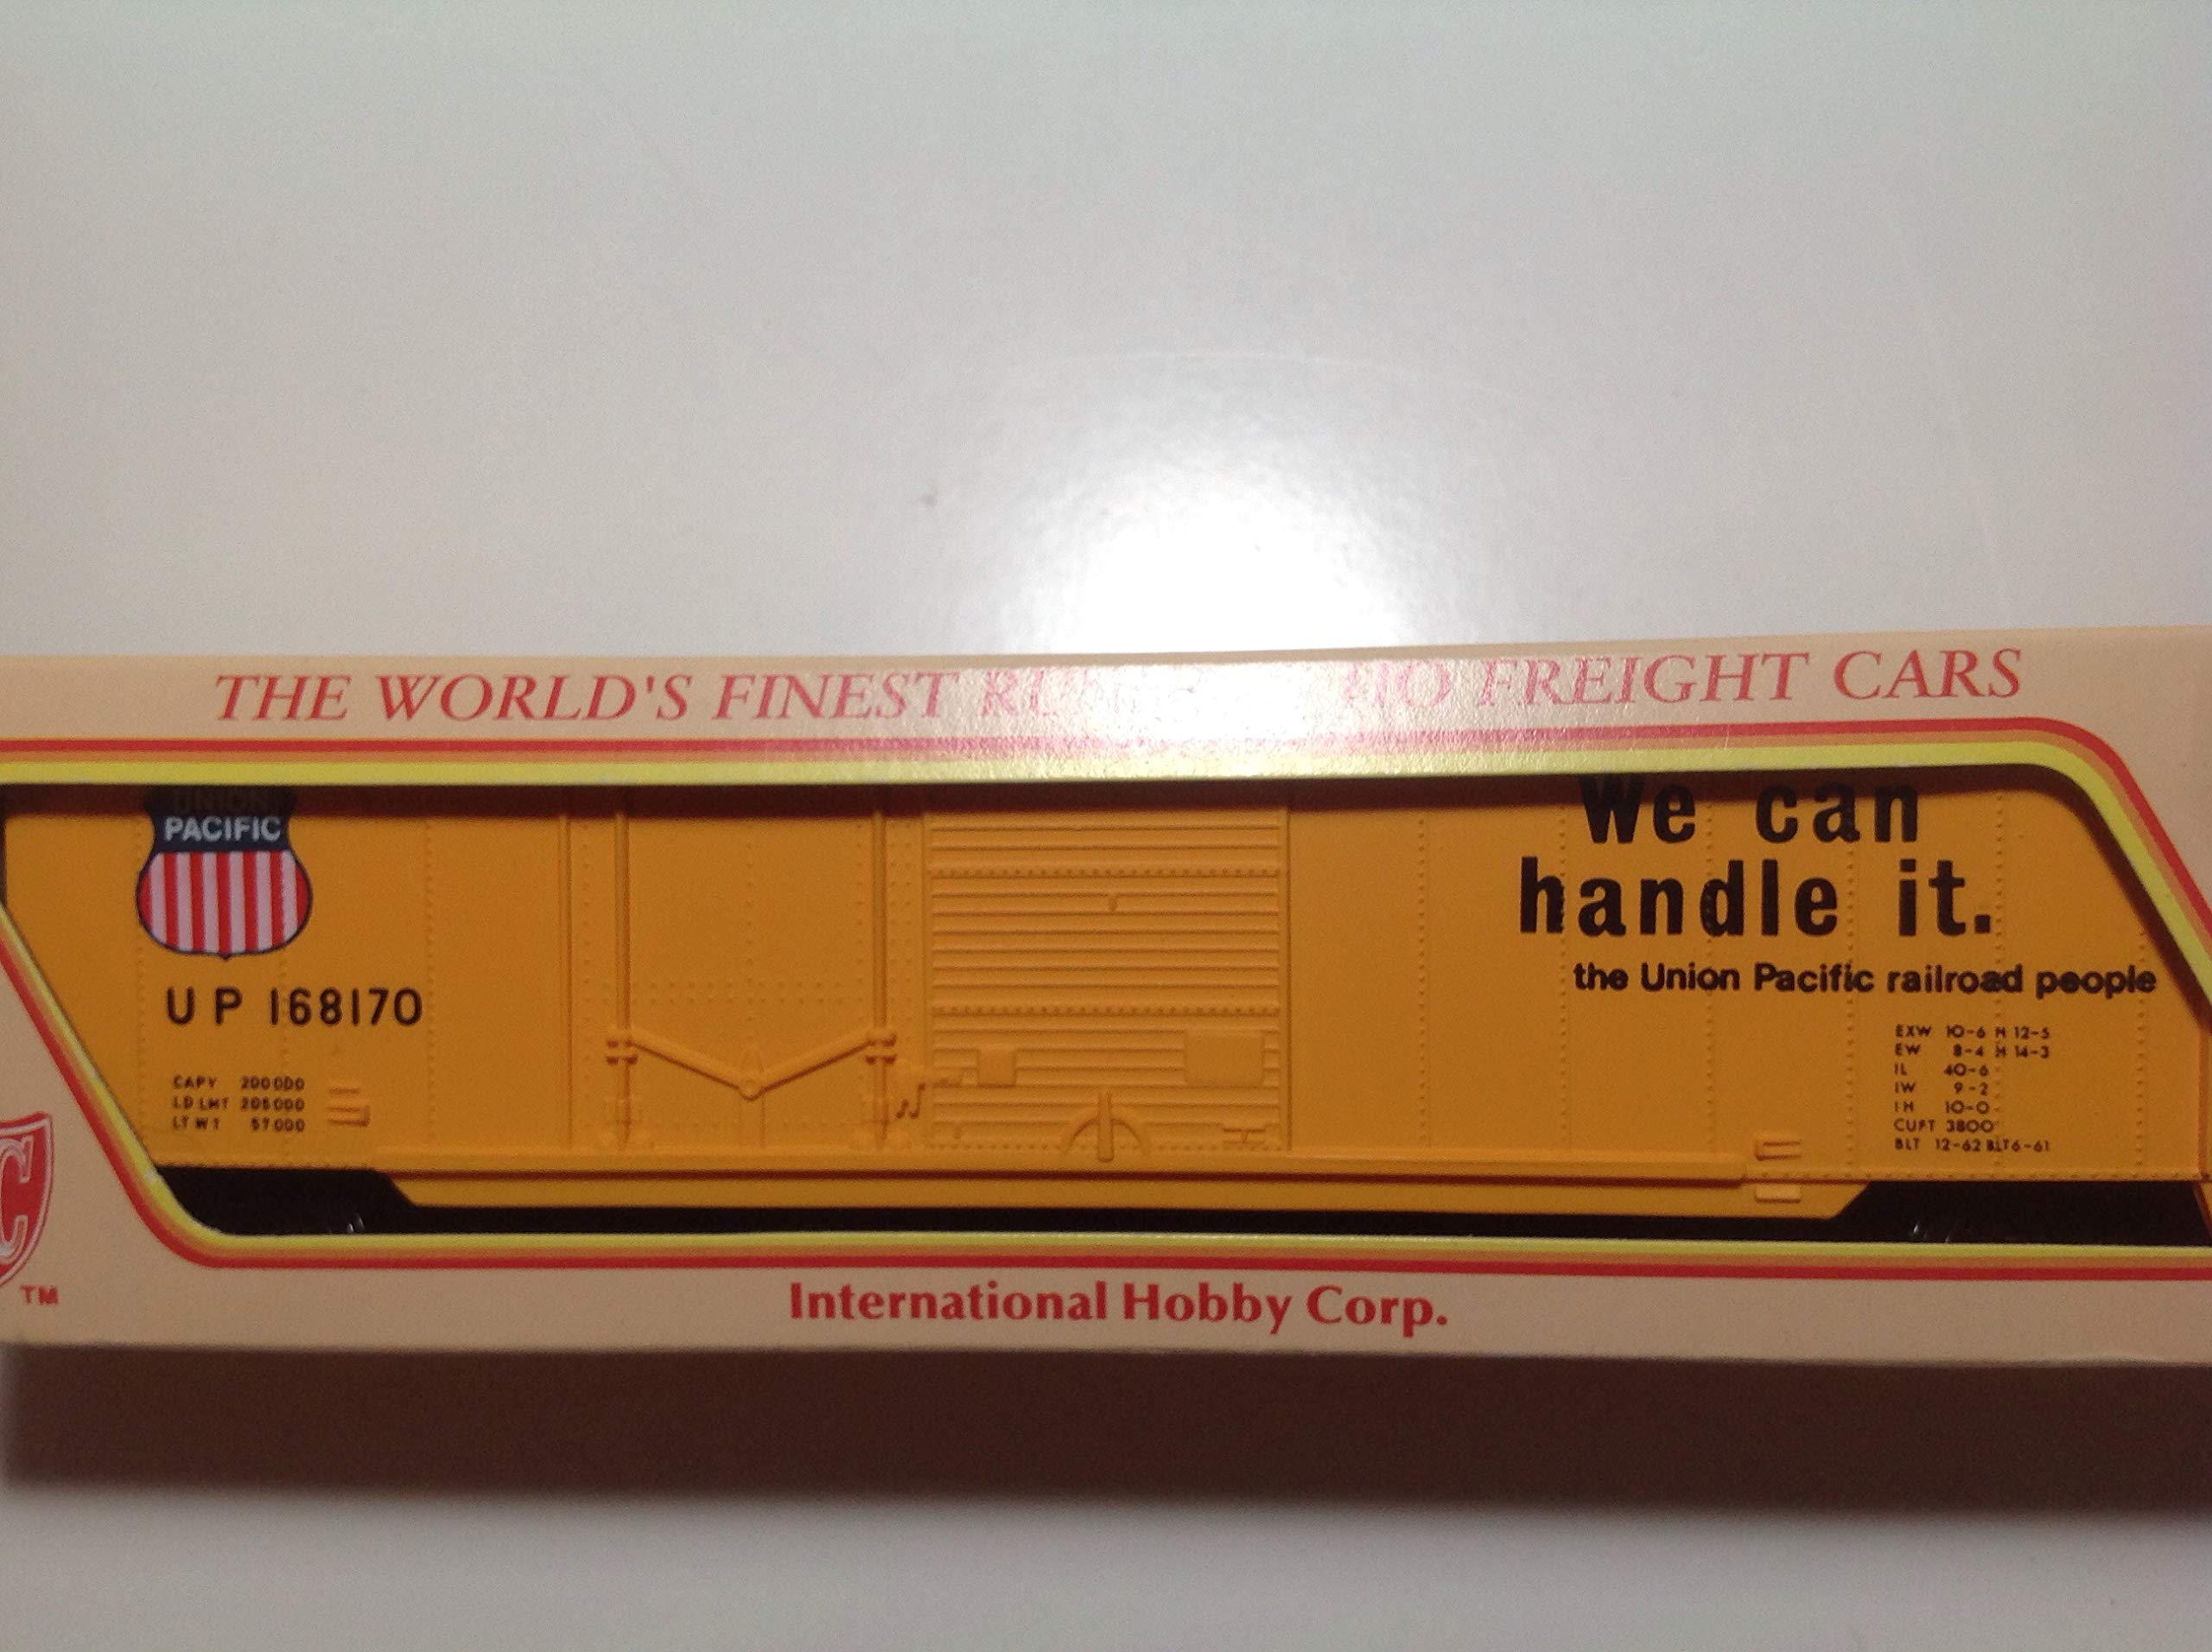 THE WORLD'S FINEST HO FREIGHT CARS
UNION
PACIFIC
We can
handle it.
the Union Pacific railroad people
U P 168170
CAPY 200000
LD LMT 205000
LT WT 57000
EXW 10-6 H 12-5
EW 8-4 H 14-3
IL 40-6
IW 9-2
IH 10-0
CUFT 3800
BLT 12-62 BLT 6-61
C
TM
International Hobby Corp.